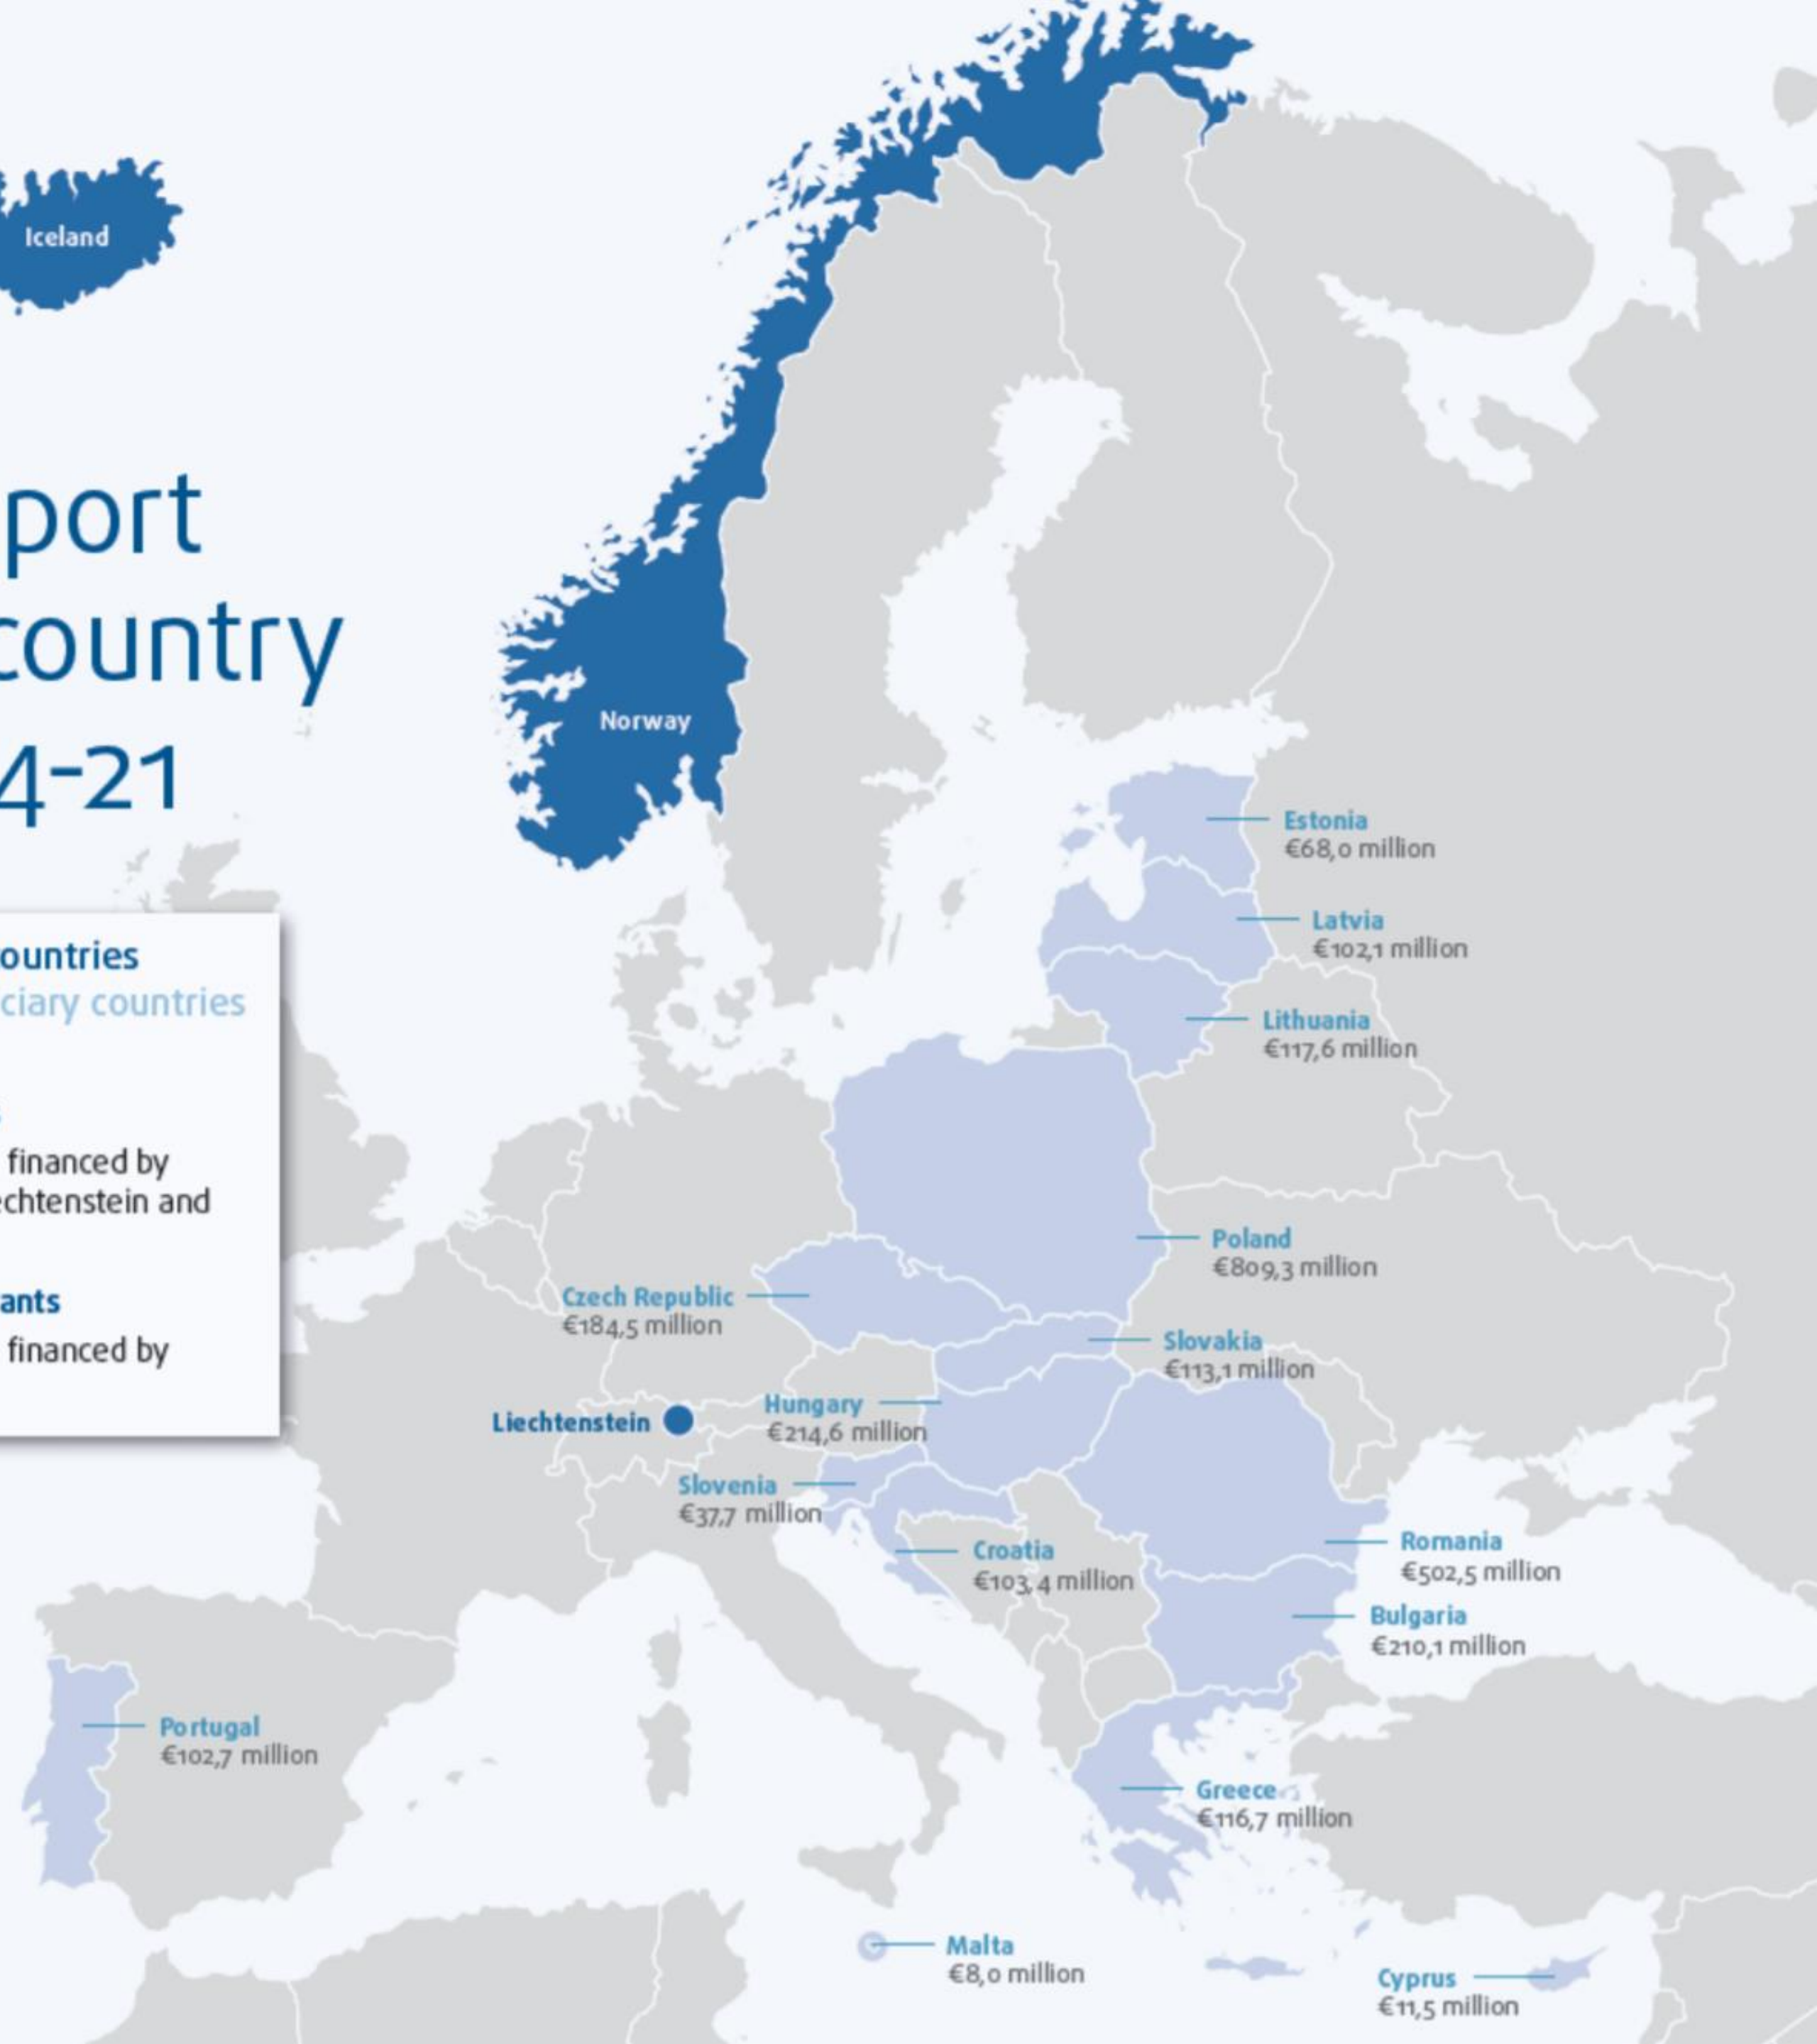 Iceland
port
country
4-21
Norway
Estonia
€68,0 million
Latvia
€102,1 million
ountries
ciary countries
Lithuania
€117,6 million
s
financed by
echtenstein and
Poland
€809,3 million
Czech Republic
€184,5 million
ants
financed by
Slovakia
€113,1 million
Hungary
€214,6 million
Liechtenstein
Slovenia
€37,7 million
Croatia
€103,4 million
Romania
€502,5 million
Bulgaria
€210,1 million
Portugal
€102,7 million
Greece
€116,7 million
Malta
€8,0 million
Cyprus
€11,5 million